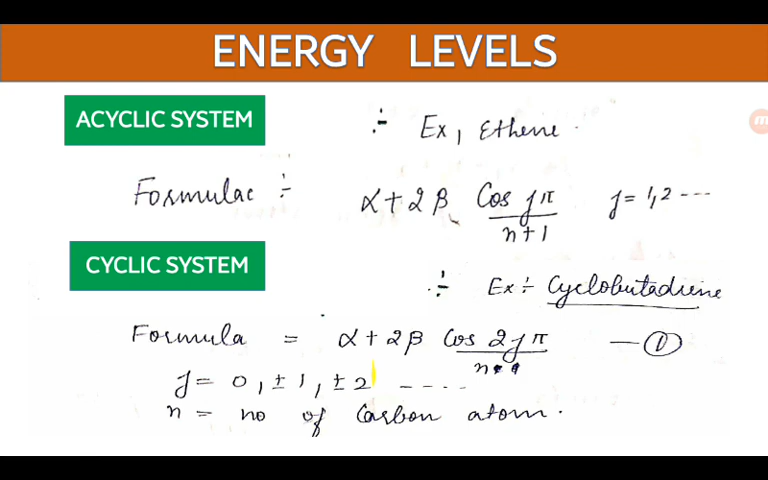 ENERGY LEVELS
ACYCLIC SYSTEM ÷ Ex, Ethene.
Formulae ÷ α+2β Cos jπ/n+1 j=1,2 ---
CYCLIC SYSTEM ÷ Ex÷ Cyclobutadiene
Formula = α+2β Cos 2jπ/n —①
j= 0, ±1, ±2 ----
n = no of Carbon atom.